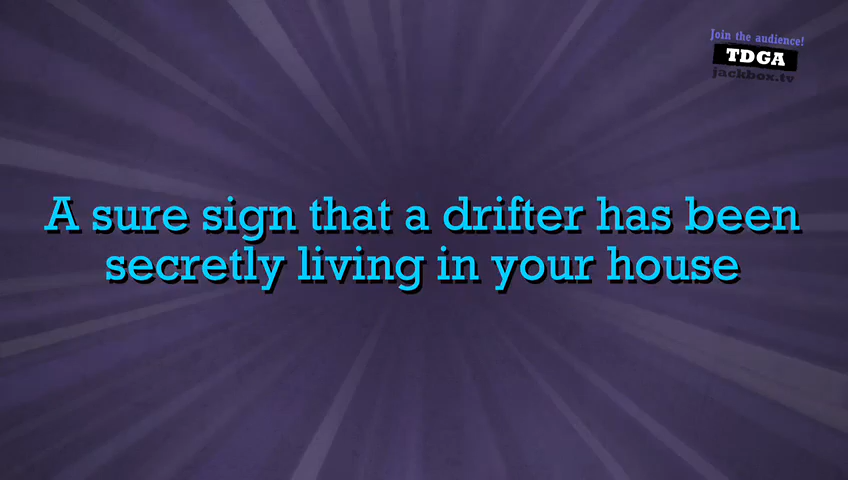 Join the audience!
TDGA
jackbox.tv
A sure sign that a drifter has been
secretly living in your house